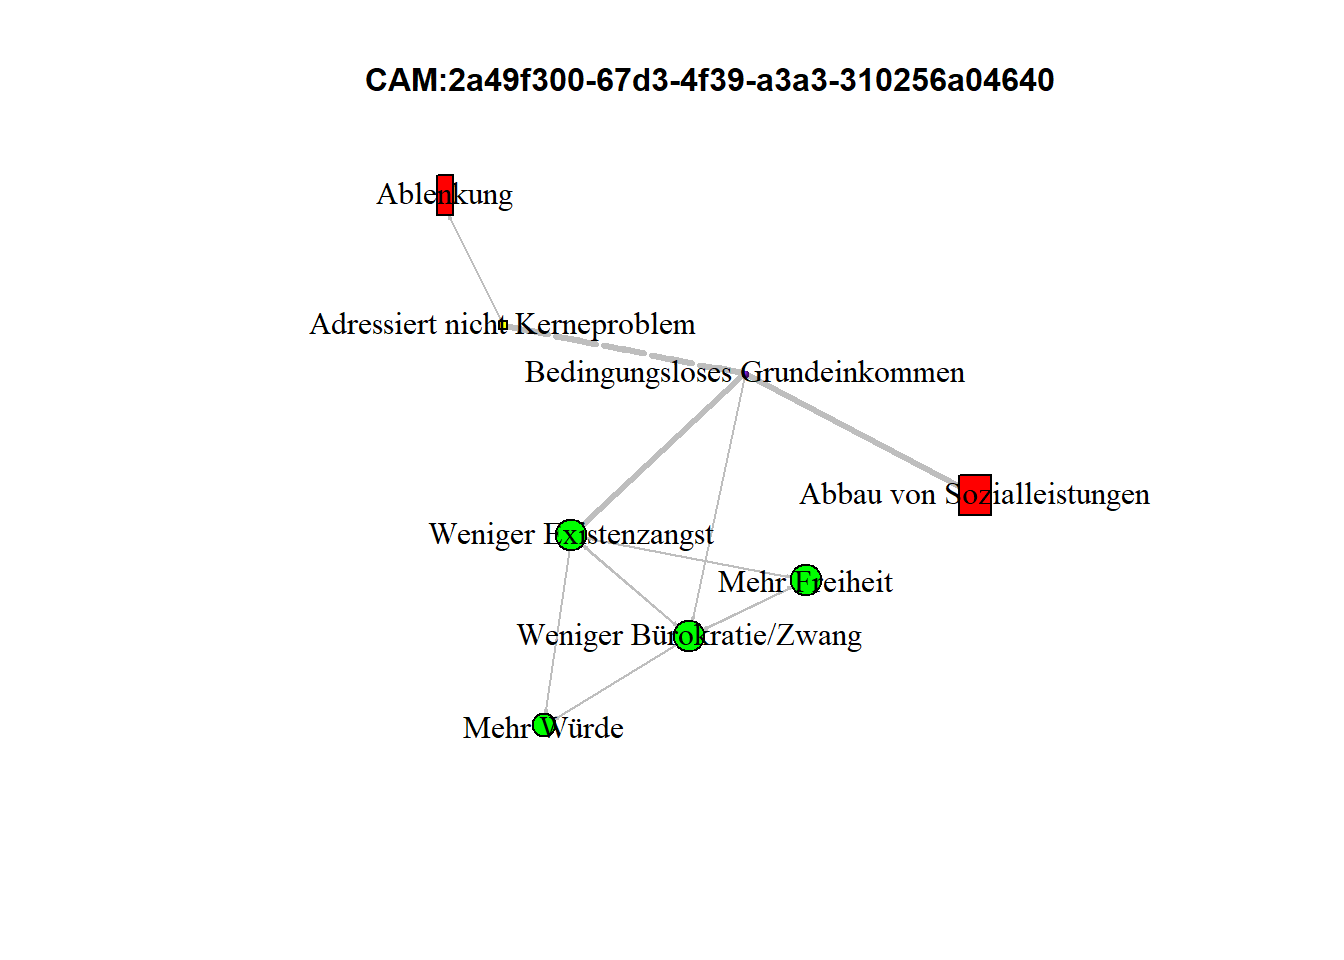 CAM:2a49f300-67d3-4f39-a3a3-310256a04640
Ablenkung
Adressiert nicht Kerneproblem
Bedingungsloses Grundeinkommen
Abbau von Sozialleistungen
Weniger Existenzangst
Mehr Freiheit
Weniger Bürokratie/Zwang
Mehr Würde